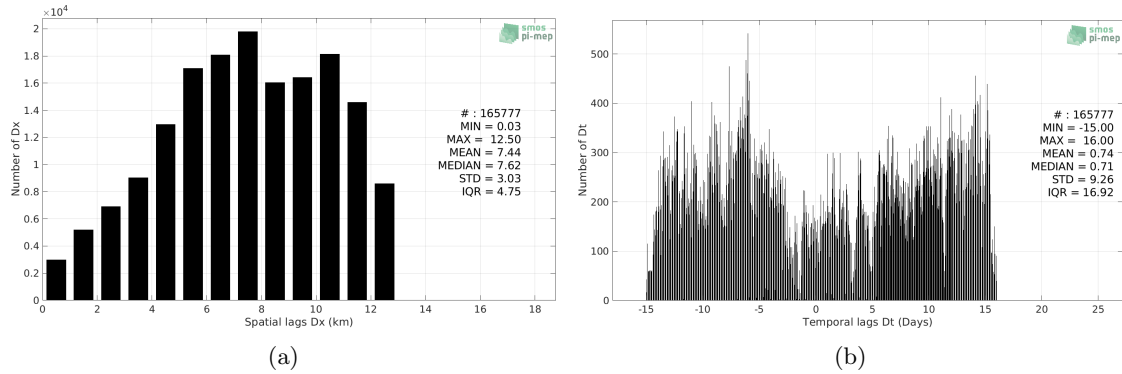 ×10⁴
2
1.8
1.6
1.4
1.2
1
0.8
0.6
0.4
0.2
0
Number of Dx
smos
pi-mep
# : 165777
MIN = 0.03
MAX = 12.50
MEAN = 7.44
MEDIAN = 7.62
STD = 3.03
IQR = 4.75
0 2 4 6 8 10 12 14 16 18
Spatial lags Dx (km)
(a)
500
400
300
200
100
0
Number of Dt
smos
pi-mep
# : 165777
MIN = -15.00
MAX = 16.00
MEAN = 0.74
MEDIAN = 0.71
STD = 9.26
IQR = 16.92
-15 -10 -5 0 5 10 15 20 25
Temporal lags Dt (Days)
(b)